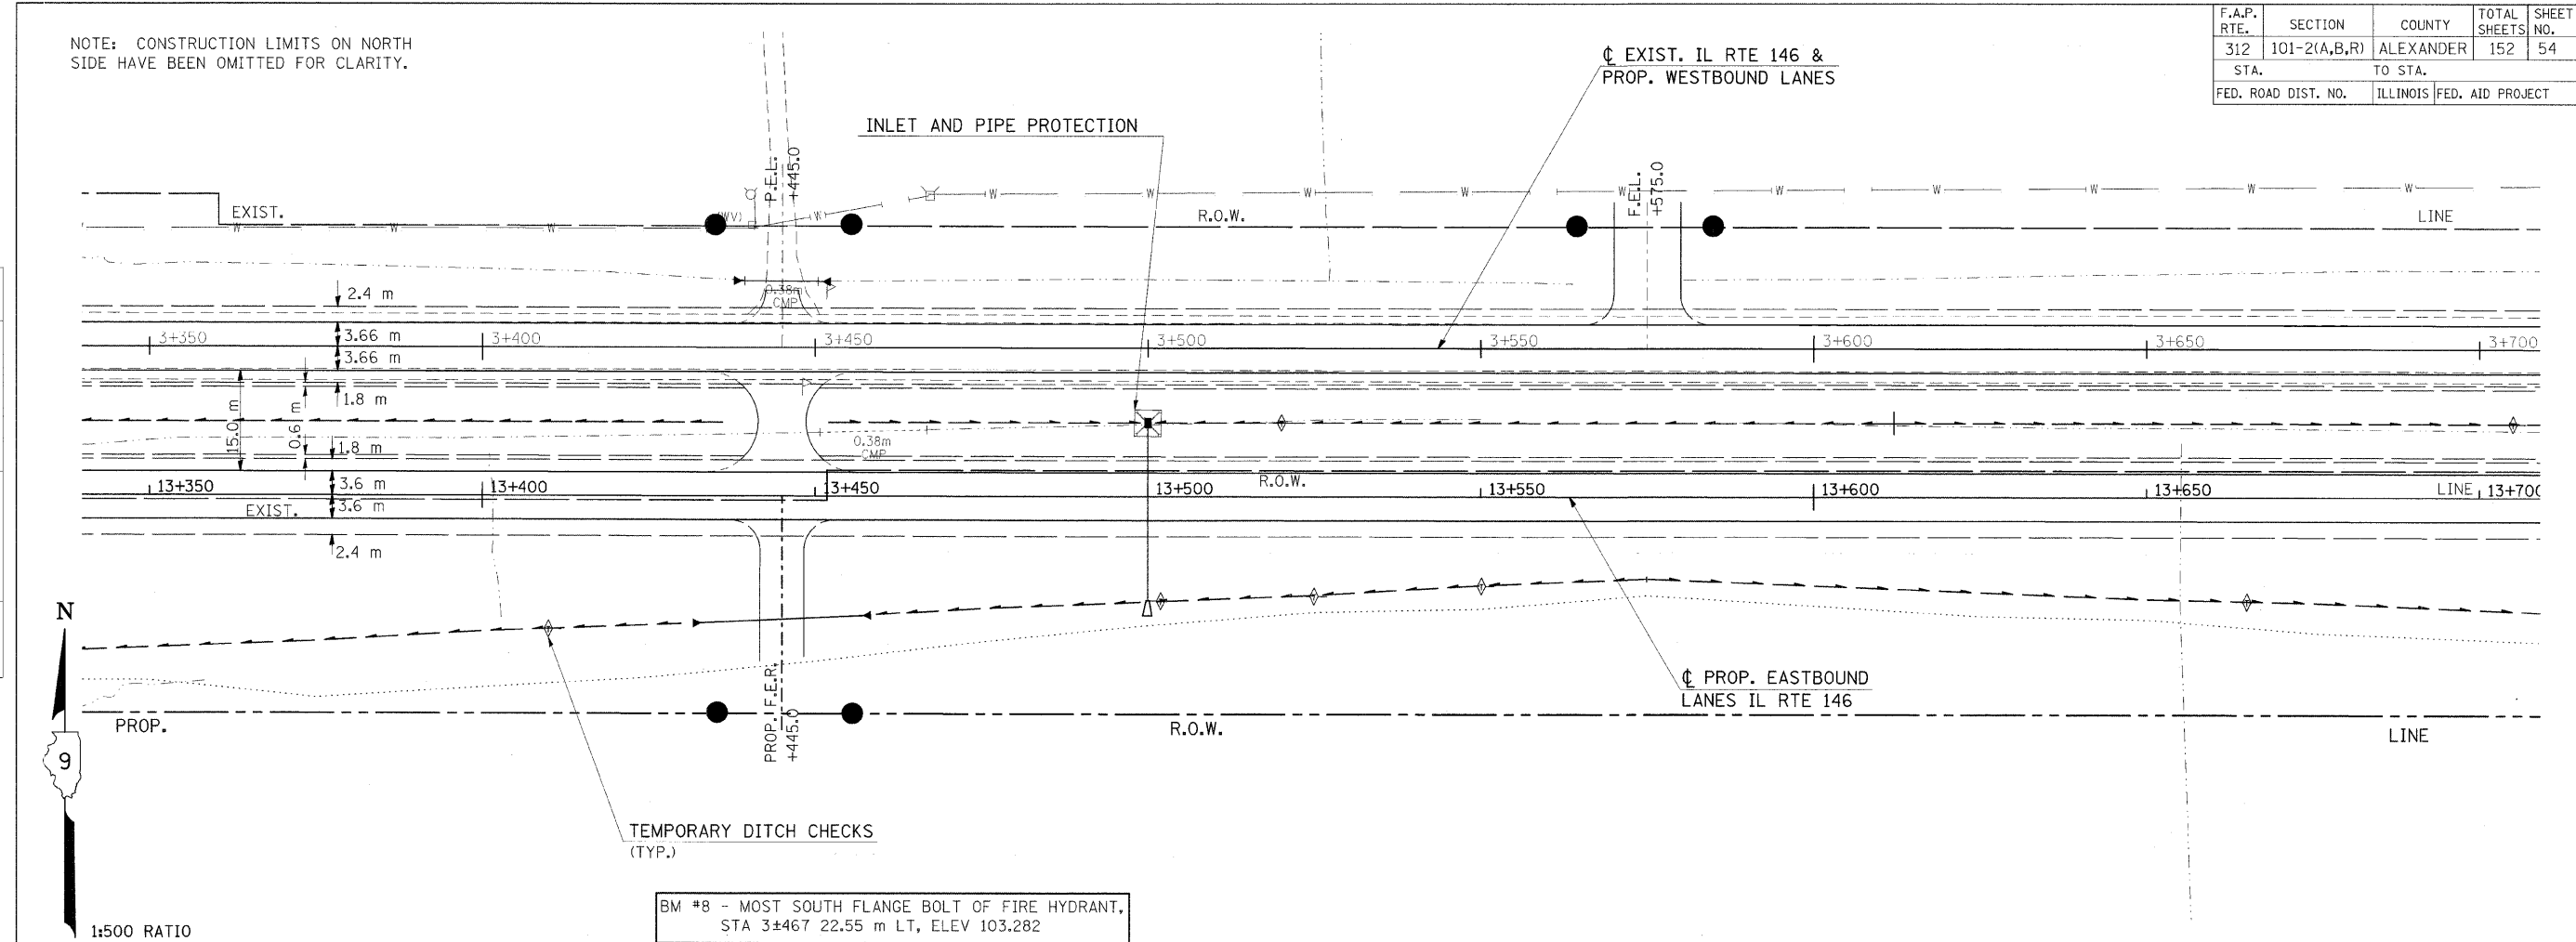 NOTE: CONSTRUCTION LIMITS ON NORTH
SIDE HAVE BEEN OMITTED FOR CLARITY.
F.A.P. RTE. SECTION COUNTY TOTAL SHEETS SHEET NO.
312 101-2(A,B,R) ALEXANDER 152 54
STA. TO STA.
FED. ROAD DIST. NO. ILLINOIS FED. AID PROJECT
℄ EXIST. IL RTE 146 &
PROP. WESTBOUND LANES
INLET AND PIPE PROTECTION
P.E.L.
+445.0
F.E.L.
+575.0
W W W W W W W W W W
EXIST. (WV) W R.O.W. LINE
W W W
2.4 m
0.38m
CMP
3.66 m
3+350 3+400 3+450 3+500 3+550 3+600 3+650 3+700
3.66 m
1.8 m
15.0 m
0.6 m
0.38m
CMP
1.8 m
3.6 m
13+350 13+400 13+450 13+500 R.O.W. 13+550 13+600 13+650 LINE 13+700
EXIST. 3.6 m
2.4 m
T T T T T
N
℄ PROP. EASTBOUND
LANES IL RTE 146
PROP. F.E.R.
+445.0
PROP. R.O.W. LINE
9
TEMPORARY DITCH CHECKS
(TYP.)
BM #8 - MOST SOUTH FLANGE BOLT OF FIRE HYDRANT,
STA 3±467 22.55 m LT, ELEV 103.282
1:500 RATIO